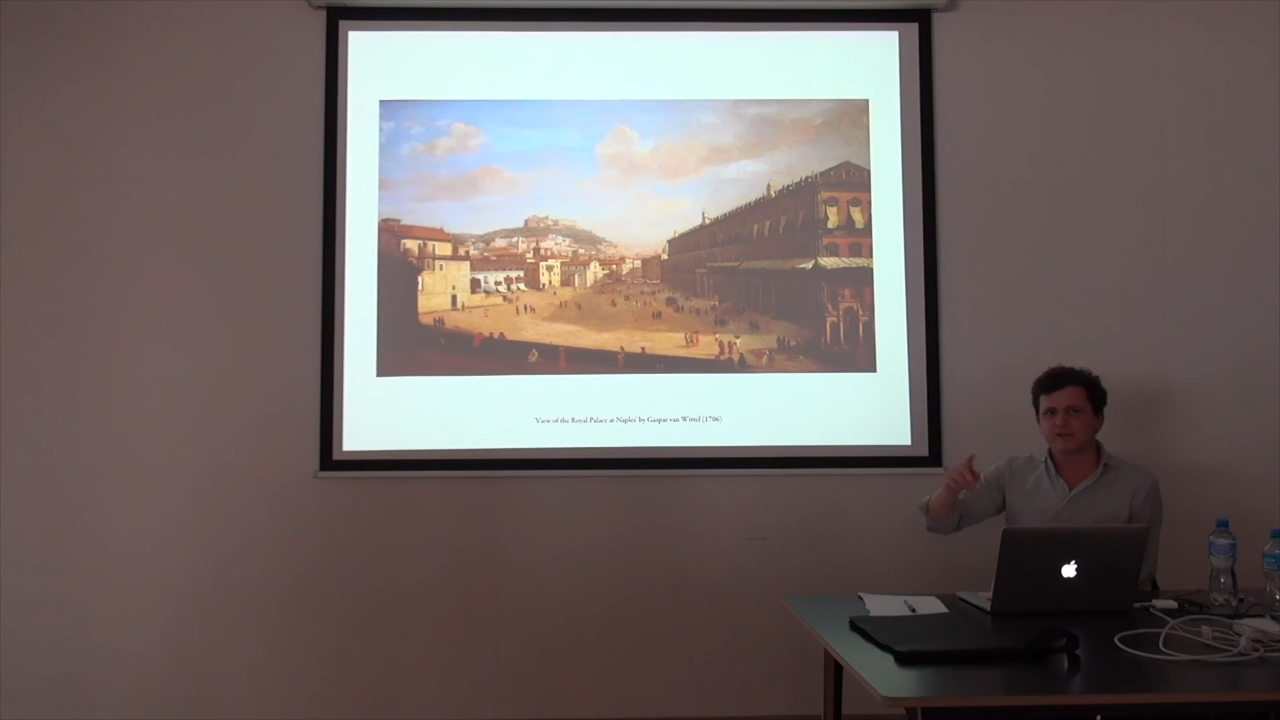 'View of the Royal Palace at Naples' by Gaspar van Wittel (1706)